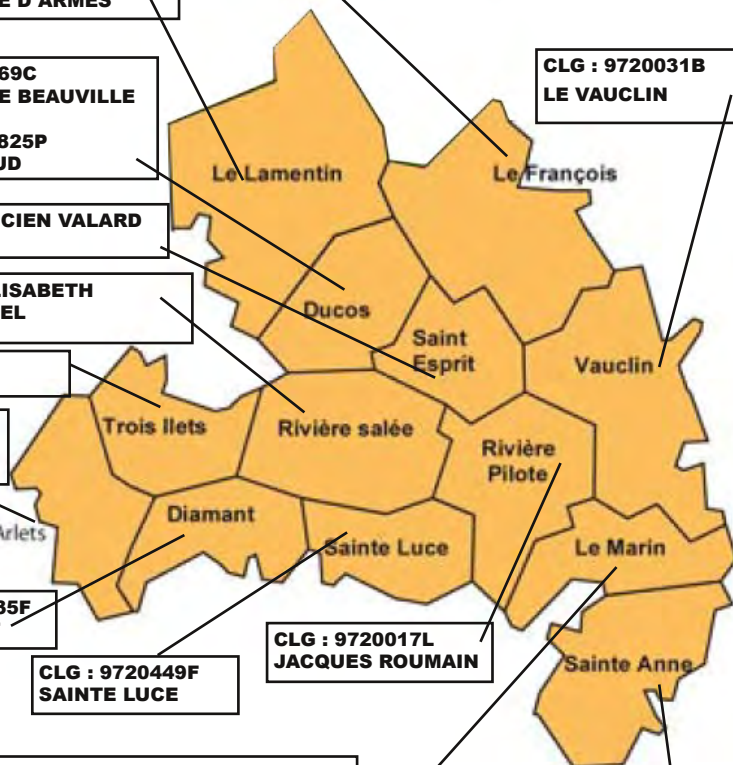 E D'ARMES
CLG : 9720031B
LE VAUCLIN
69C
E BEAUVILLE
825P
UD
Le Lamentin
Le François
CIEN VALARD
Ducos
LISABETH
EL
Saint
Esprit
Vauclin
Trois Ilets
Rivière salée
Rivière
Pilote
Arlets
Diamant
Sainte Luce
Le Marin
35F
CLG : 9720017L
JACQUES ROUMAIN
CLG : 9720449F
SAINTE LUCE
Sainte Anne